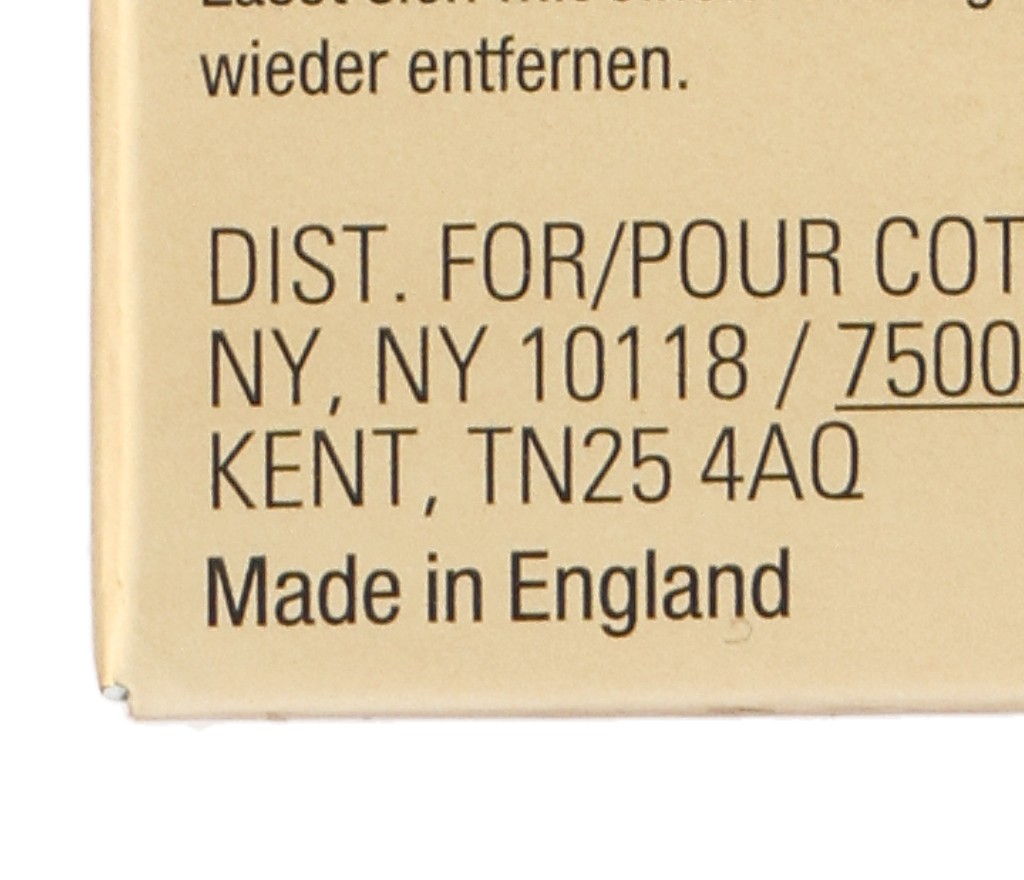 wieder entfernen.
DIST. FOR/POUR COT
NY, NY 10118 / 7500
KENT, TN25 4AQ
Made in England